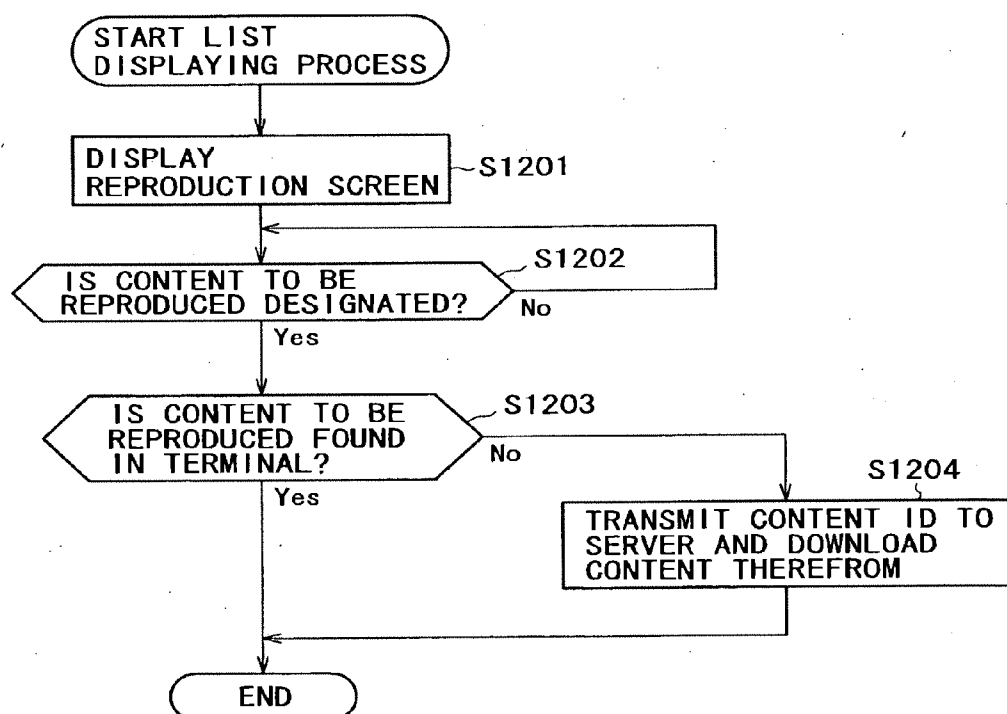 START LIST
DISPLAYING PROCESS
DISPLAY
REPRODUCTION SCREEN
S1201
IS CONTENT TO BE
REPRODUCED DESIGNATED?
S1202
No
Yes
IS CONTENT TO BE
REPRODUCED FOUND
IN TERMINAL?
S1203
No
Yes
S1204
TRANSMIT CONTENT ID TO
SERVER AND DOWNLOAD
CONTENT THEREFROM
END